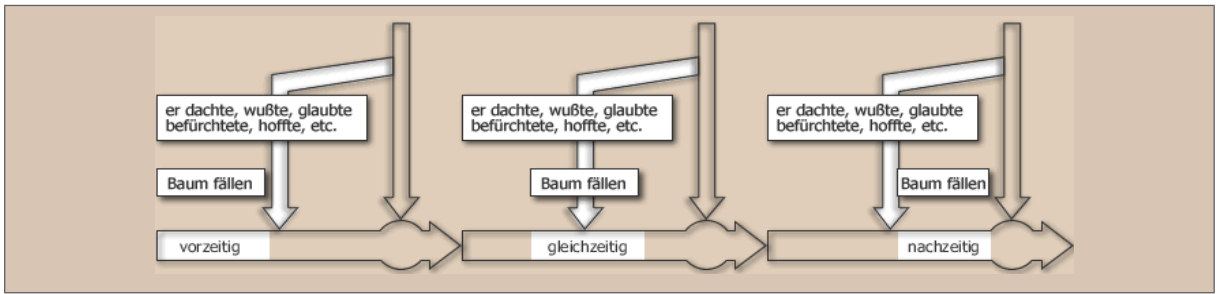 er dachte, wußte, glaubte
befürchtete, hoffte, etc.
Baum fällen
vorzeitig
er dachte, wußte, glaubte
befürchtete, hoffte, etc.
Baum fällen
gleichzeitig
er dachte, wußte, glaubte
befürchtete, hoffte, etc.
Baum fällen
nachzeitig